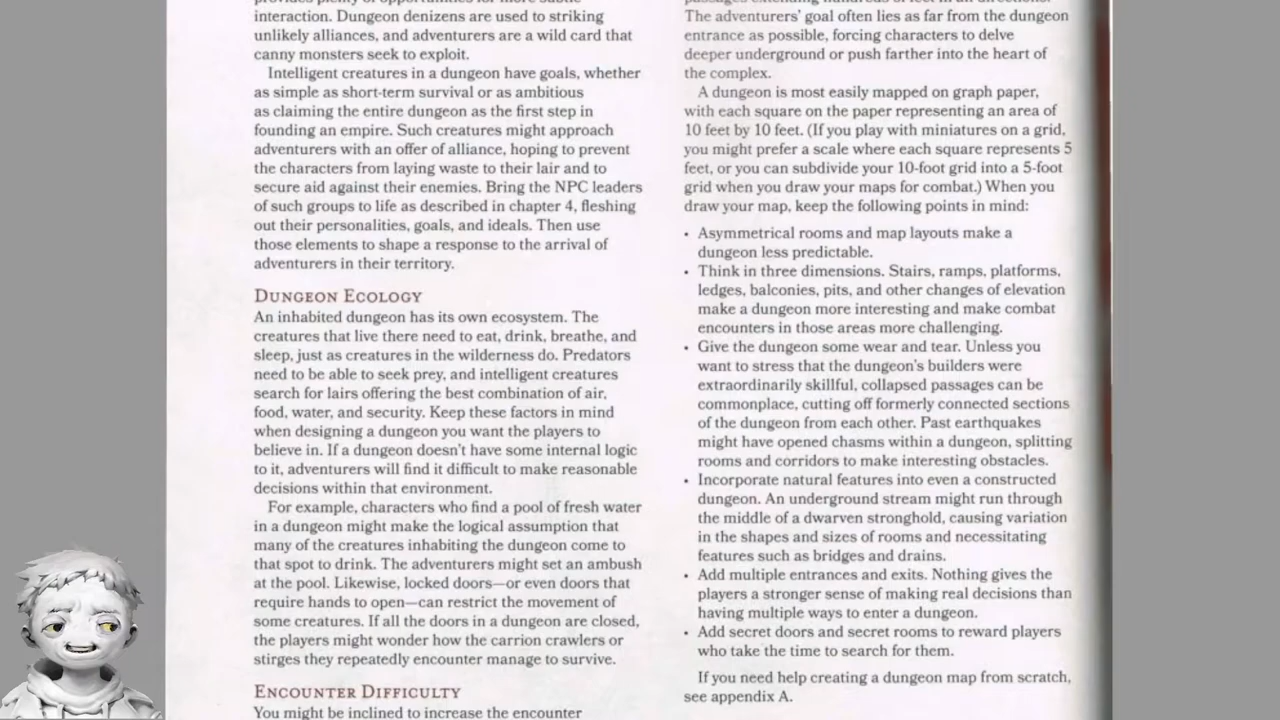 provides plenty of opportunities for more subtle
interaction. Dungeon denizens are used to striking
unlikely alliances, and adventurers are a wild card that
canny monsters seek to exploit.
Intelligent creatures in a dungeon have goals, whether
as simple as short-term survival or as ambitious
as claiming the entire dungeon as the first step in
founding an empire. Such creatures might approach
adventurers with an offer of alliance, hoping to prevent
the characters from laying waste to their lair and to
secure aid against their enemies. Bring the NPC leaders
of such groups to life as described in chapter 4, fleshing
out their personalities, goals, and ideals. Then use
those elements to shape a response to the arrival of
adventurers in their territory.
DUNGEON ECOLOGY
An inhabited dungeon has its own ecosystem. The
creatures that live there need to eat, drink, breathe, and
sleep, just as creatures in the wilderness do. Predators
need to be able to seek prey, and intelligent creatures
search for lairs offering the best combination of air,
food, water, and security. Keep these factors in mind
when designing a dungeon you want the players to
believe in. If a dungeon doesn't have some internal logic
to it, adventurers will find it difficult to make reasonable
decisions within that environment.
For example, characters who find a pool of fresh water
in a dungeon might make the logical assumption that
many of the creatures inhabiting the dungeon come to
that spot to drink. The adventurers might set an ambush
at the pool. Likewise, locked doors—or even doors that
require hands to open—can restrict the movement of
some creatures. If all the doors in a dungeon are closed,
the players might wonder how the carrion crawlers or
stirges they repeatedly encounter manage to survive.
ENCOUNTER DIFFICULTY
You might be inclined to increase the encounter
passages extending hundreds of feet in all directions.
The adventurers' goal often lies as far from the dungeon
entrance as possible, forcing characters to delve
deeper underground or push farther into the heart of
the complex.
A dungeon is most easily mapped on graph paper,
with each square on the paper representing an area of
10 feet by 10 feet. (If you play with miniatures on a grid,
you might prefer a scale where each square represents 5
feet, or you can subdivide your 10-foot grid into a 5-foot
grid when you draw your maps for combat.) When you
draw your map, keep the following points in mind:
• Asymmetrical rooms and map layouts make a
dungeon less predictable.
• Think in three dimensions. Stairs, ramps, platforms,
ledges, balconies, pits, and other changes of elevation
make a dungeon more interesting and make combat
encounters in those areas more challenging.
• Give the dungeon some wear and tear. Unless you
want to stress that the dungeon's builders were
extraordinarily skillful, collapsed passages can be
commonplace, cutting off formerly connected sections
of the dungeon from each other. Past earthquakes
might have opened chasms within a dungeon, splitting
rooms and corridors to make interesting obstacles.
• Incorporate natural features into even a constructed
dungeon. An underground stream might run through
the middle of a dwarven stronghold, causing variation
in the shapes and sizes of rooms and necessitating
features such as bridges and drains.
• Add multiple entrances and exits. Nothing gives the
players a stronger sense of making real decisions than
having multiple ways to enter a dungeon.
• Add secret doors and secret rooms to reward players
who take the time to search for them.
If you need help creating a dungeon map from scratch,
see appendix A.